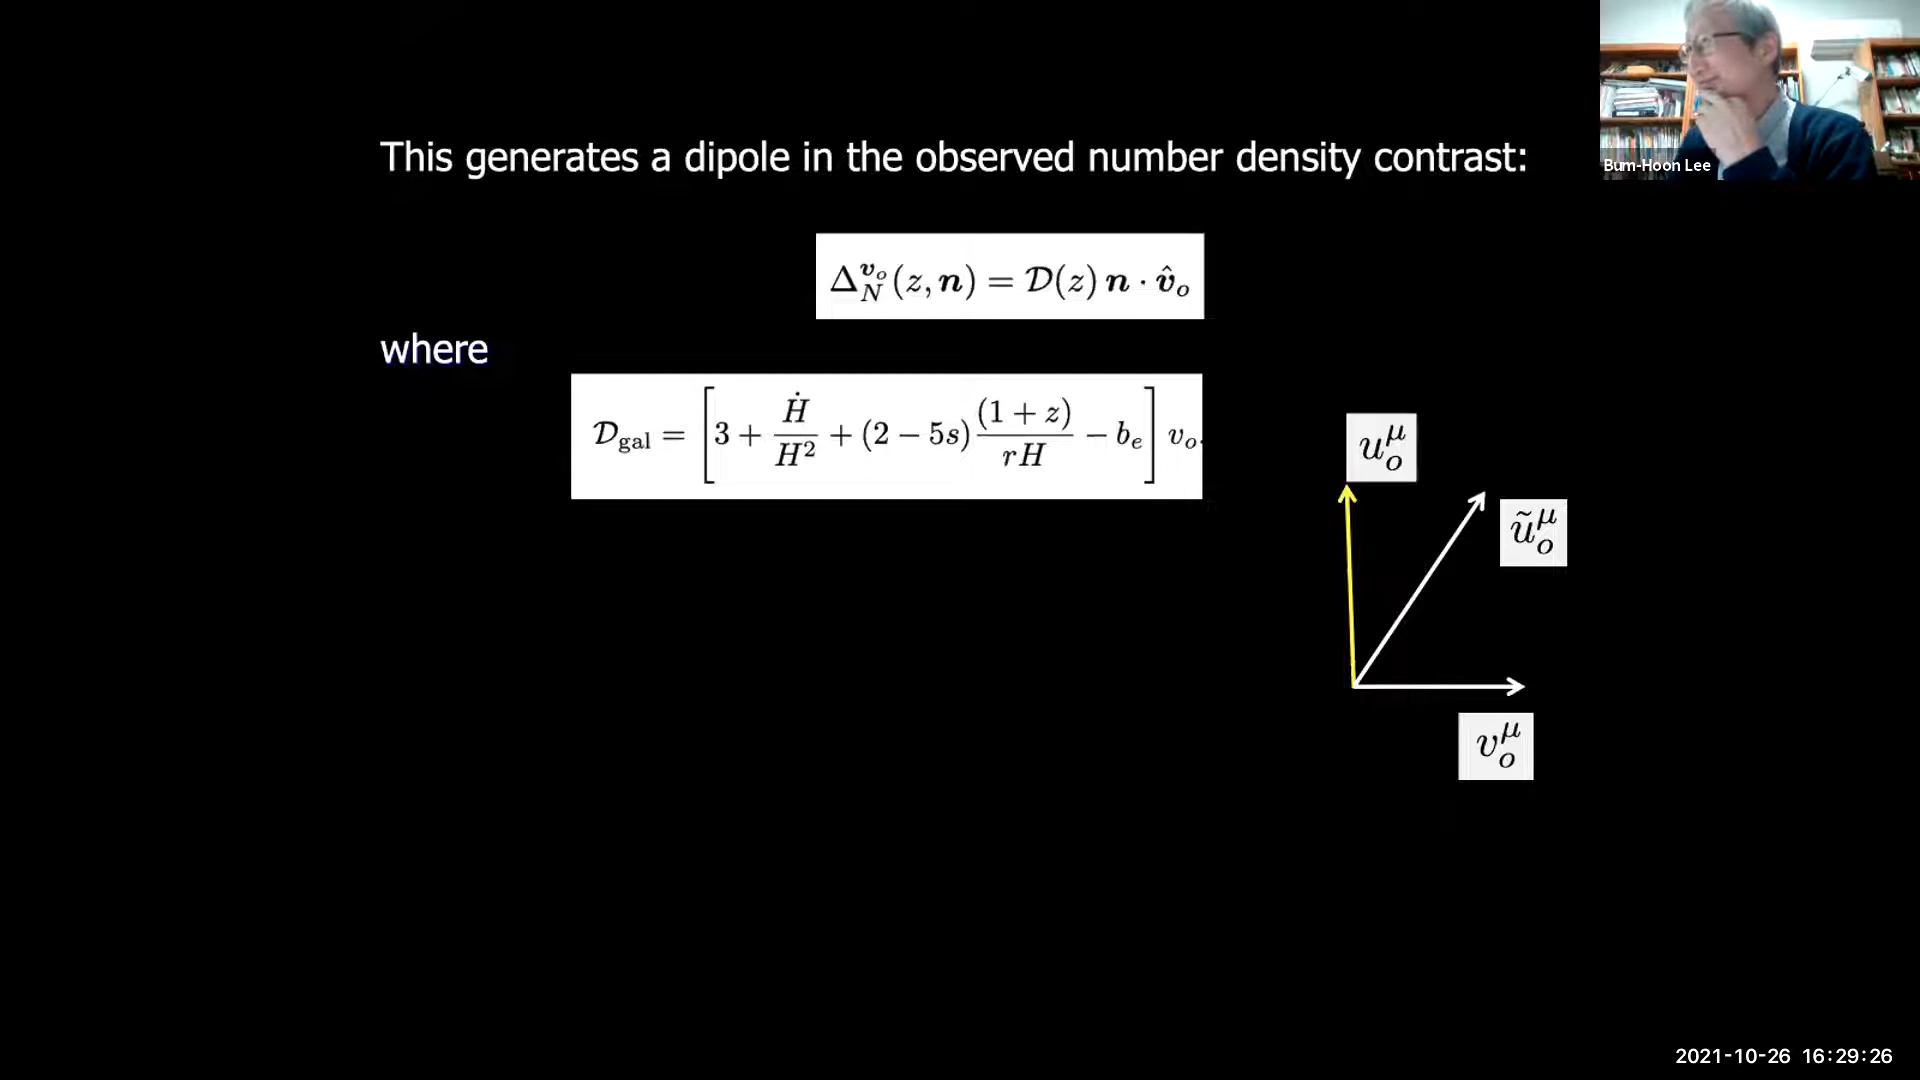 This generates a dipole in the observed number density contrast:
Δ_N^{v_o}(z, n) = 𝒟(z) n · v̂_o
where
𝒟_gal = [3 + Ḣ/H² + (2 − 5s) (1 + z)/(rH) − b_e] v_o.
u_o^μ
ũ_o^μ
v_o^μ
Bum-Hoon Lee
2021-10-26 16:29:26